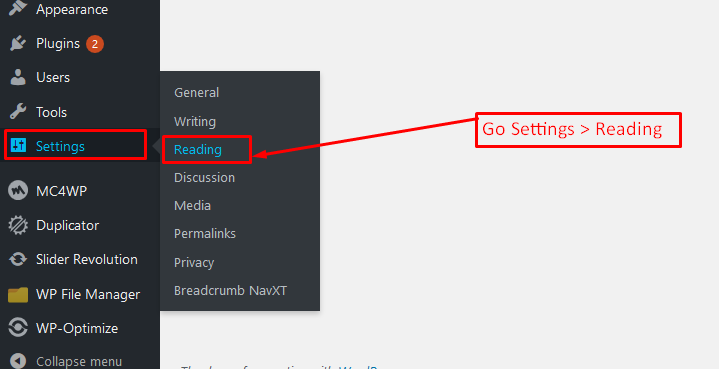 Appearance
Plugins 2
Users
Tools
Settings
MC4WP
Duplicator
Slider Revolution
WP File Manager
WP-Optimize
Collapse menu
General
Writing
Reading
Discussion
Media
Permalinks
Privacy
Breadcrumb NavXT
Go Settings > Reading